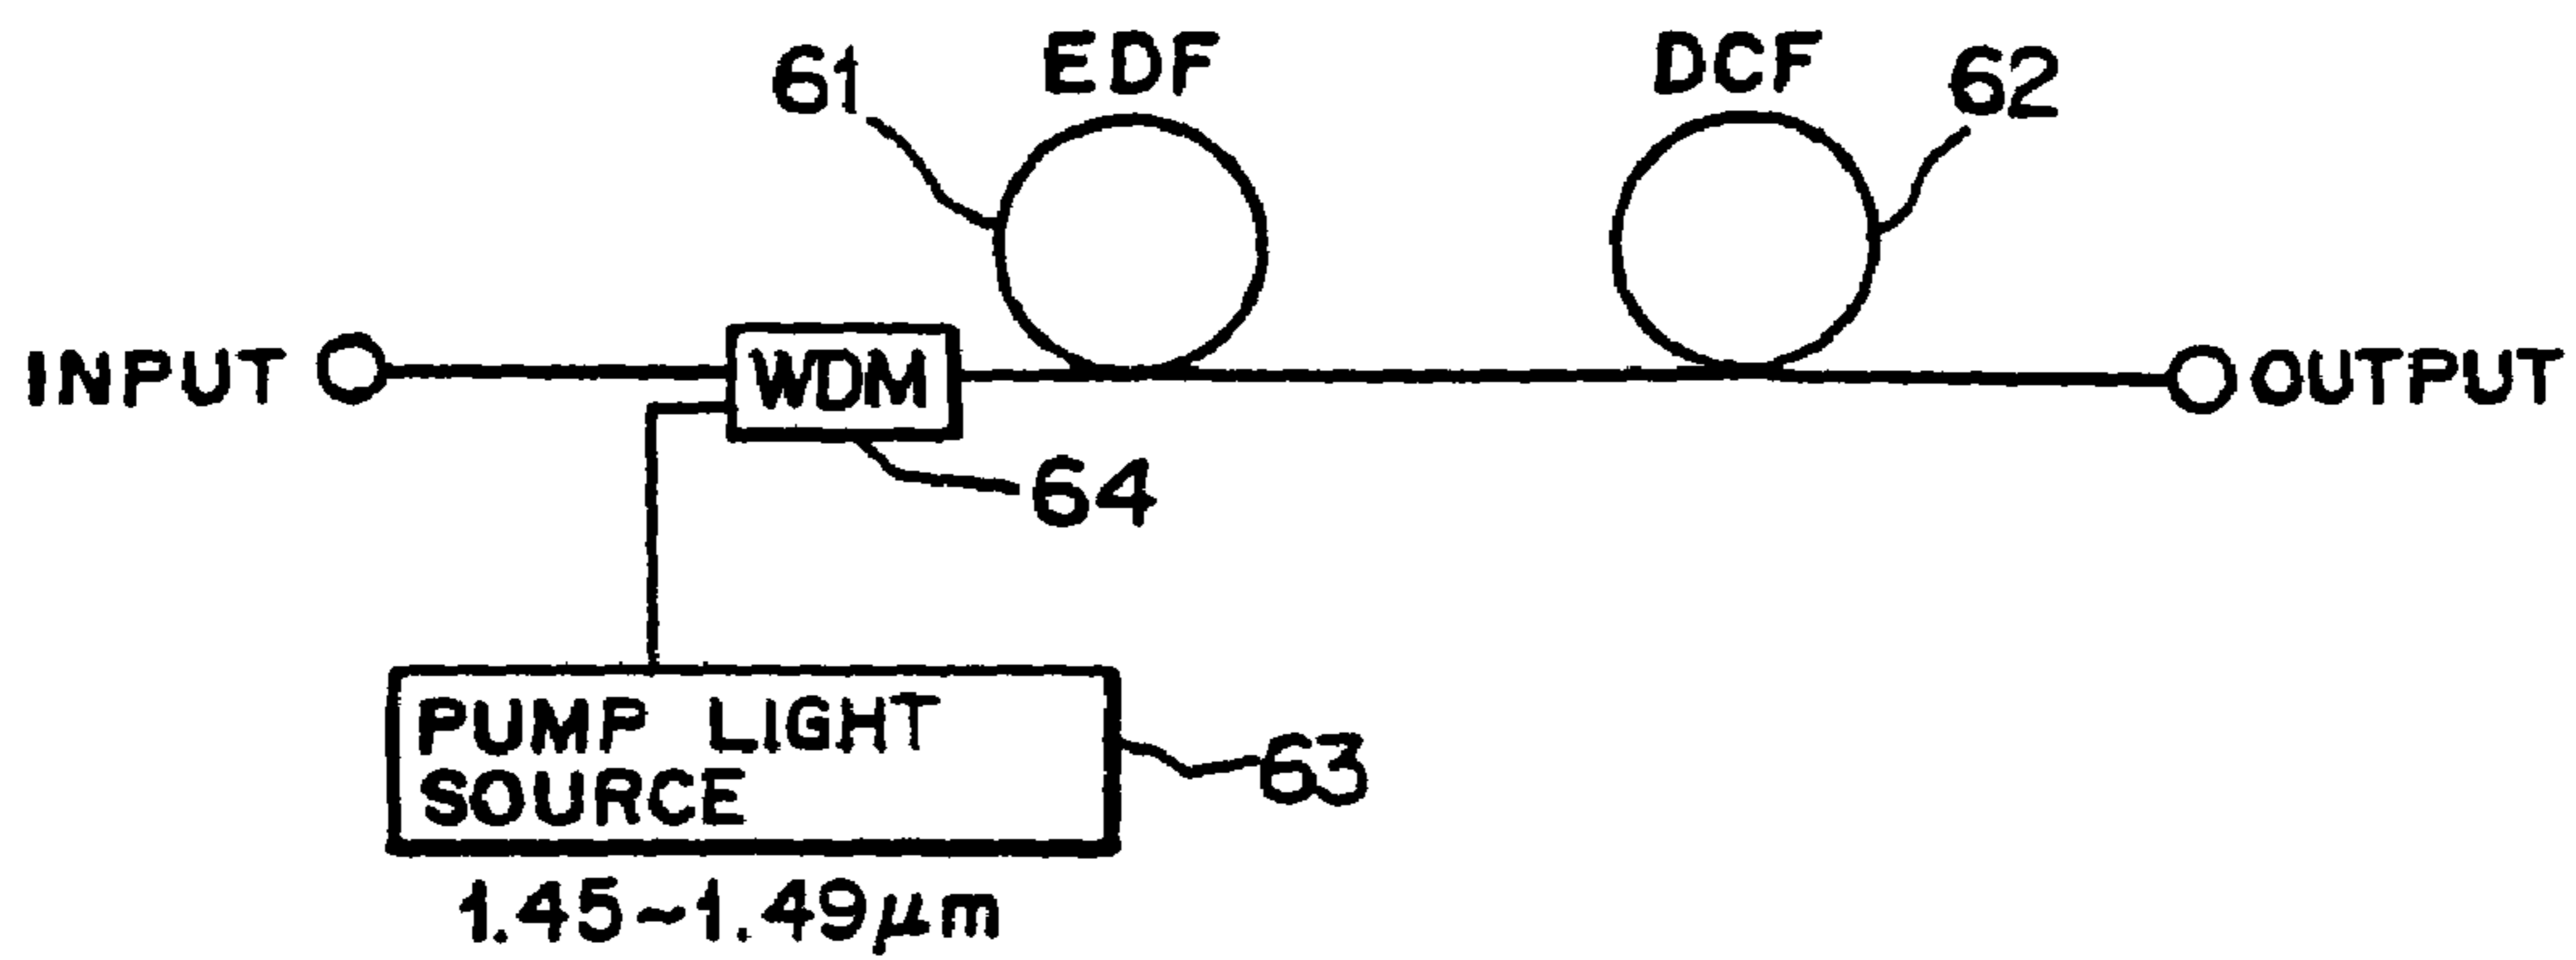 61
EDF
DCF
62
INPUT
WDM
OUTPUT
64
PUMP LIGHT
SOURCE
63
1.45~1.49μm